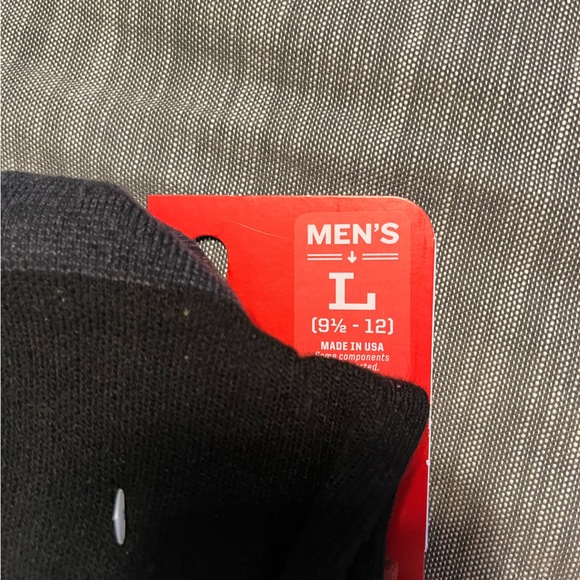 MEN'S
L
(9½ - 12)
MADE IN USA
Some components